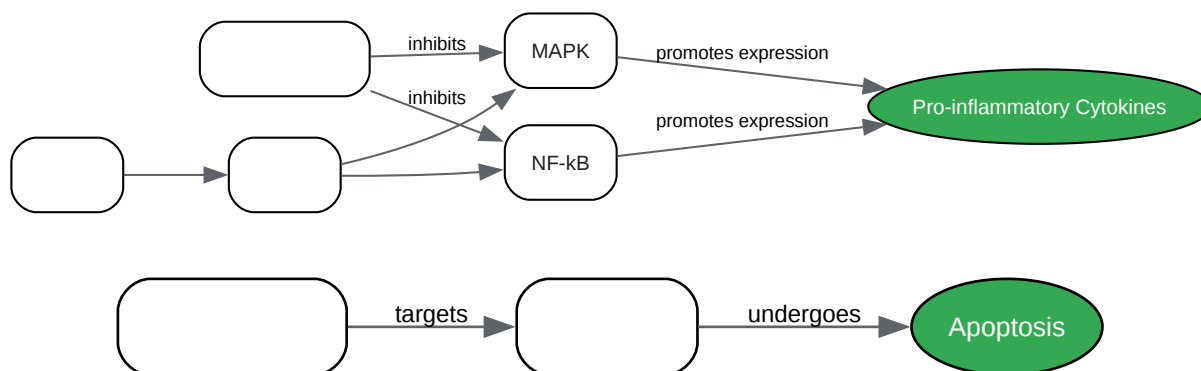 inhibits
MAPK
promotes expression
inhibits
Pro-inflammatory Cytokines
promotes expression
NF-kB
targets
undergoes
Apoptosis